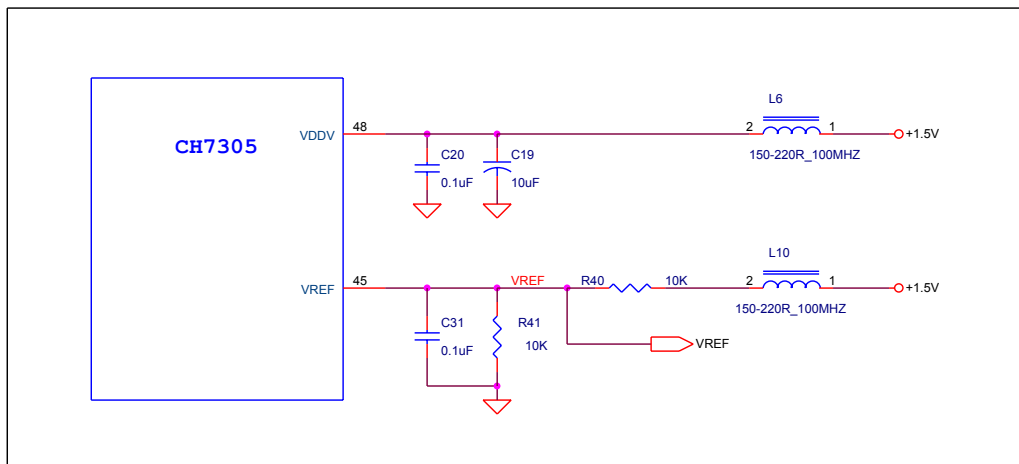 L6
48
2
1
+1.5V
VDDV
CH7305
150-220R_100MHZ
C20
C19
0.1uF
10uF
L10
45
VREF
R40
10K
2
1
+1.5V
VREF
150-220R_100MHZ
C31
R41
0.1uF
10K
VREF